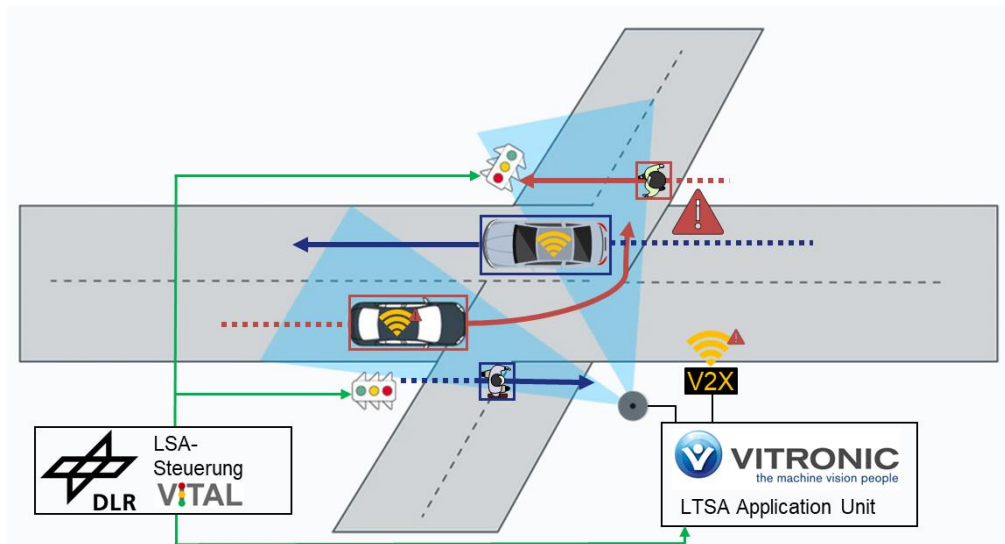 V2X
LSA-
Steuerung
DLR
VITAL
VITRONIC
the machine vision people
LTSA Application Unit